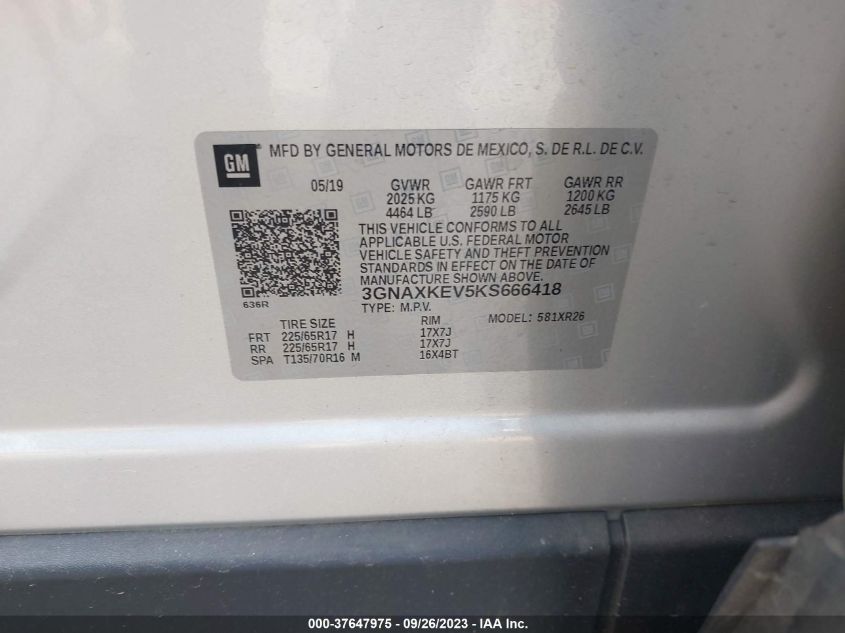 GM® MFD BY GENERAL MOTORS DE MEXICO, S. DE R.L. DE C.V.
05/19 GVWR GAWR FRT GAWR RR
2025 KG 1175 KG 1200 KG
4464 LB 2590 LB 2645 LB
THIS VEHICLE CONFORMS TO ALL
APPLICABLE U.S. FEDERAL MOTOR
VEHICLE SAFETY AND THEFT PREVENTION
STANDARDS IN EFFECT ON THE DATE OF
MANUFACTURE SHOWN ABOVE.
3GNAXKEV5KS666418
636R TYPE: M.P.V.
TIRE SIZE RIM MODEL: 581XR26
FRT 225/65R17 H 17X7J
RR 225/65R17 H 17X7J
SPA T135/70R16 M 16X4BT
000-37647975 - 09/26/2023 - IAA Inc.